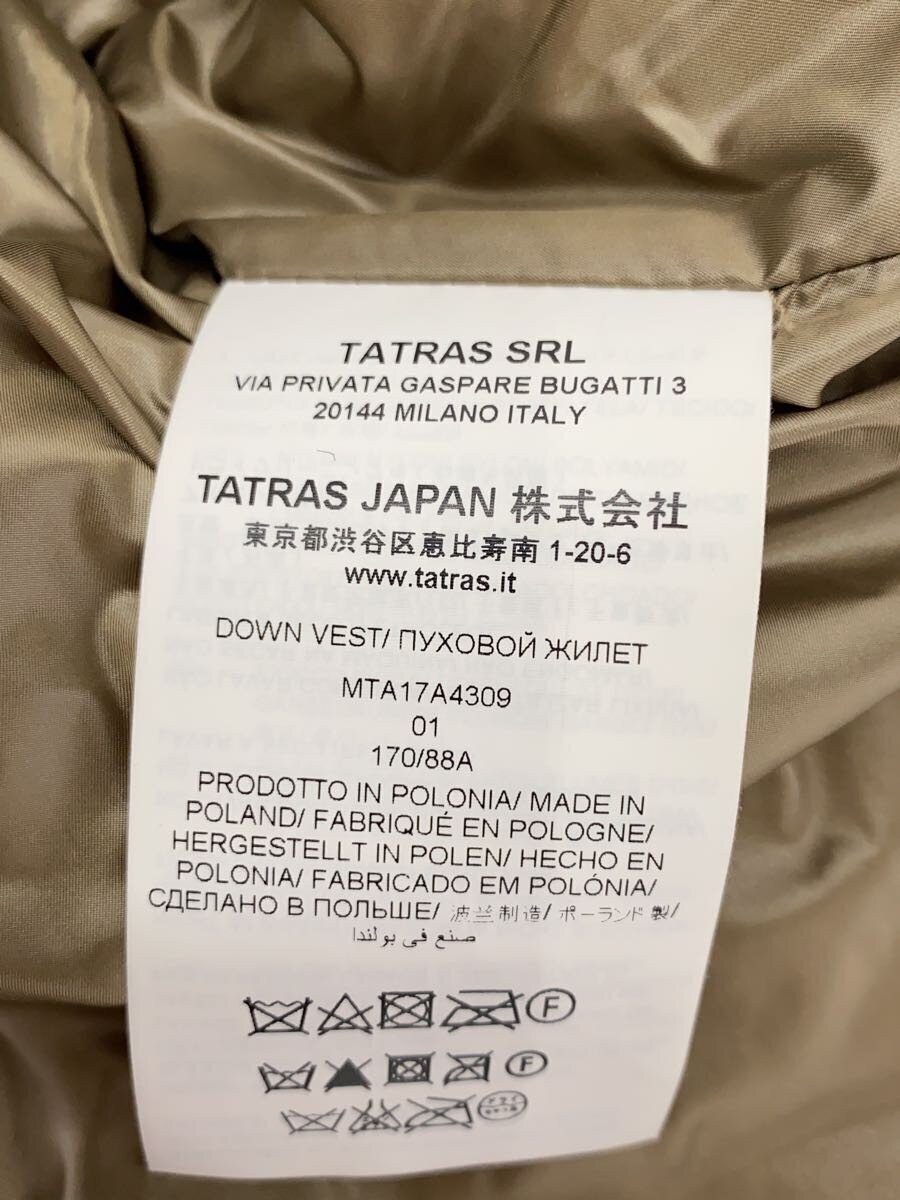 TATRAS SRL
VIA PRIVATA GASPARE BUGATTI 3
20144 MILANO ITALY
TATRAS JAPAN 株式会社
東京都渋谷区恵比寿南 1-20-6
www.tatras.it
DOWN VEST/ ПУХОВОЙ ЖИЛЕТ
MTA17A4309
01
170/88A
PRODOTTO IN POLONIA/ MADE IN
POLAND/ FABRIQUÉ EN POLOGNE/
HERGESTELLT IN POLEN/ HECHO EN
POLONIA/ FABRICADO EM POLÓNIA/
СДЕЛАНО В ПОЛЬШЕ/ 波兰制造/ ポーランド製/
صنع في بولندا
F
F